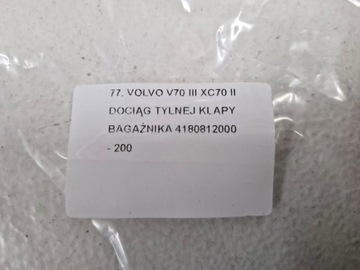 77. VOLVO V70 III XC70 II
DOCIĄG TYLNEJ KLAPY
BAGAŻNIKA 4180812000
- 200